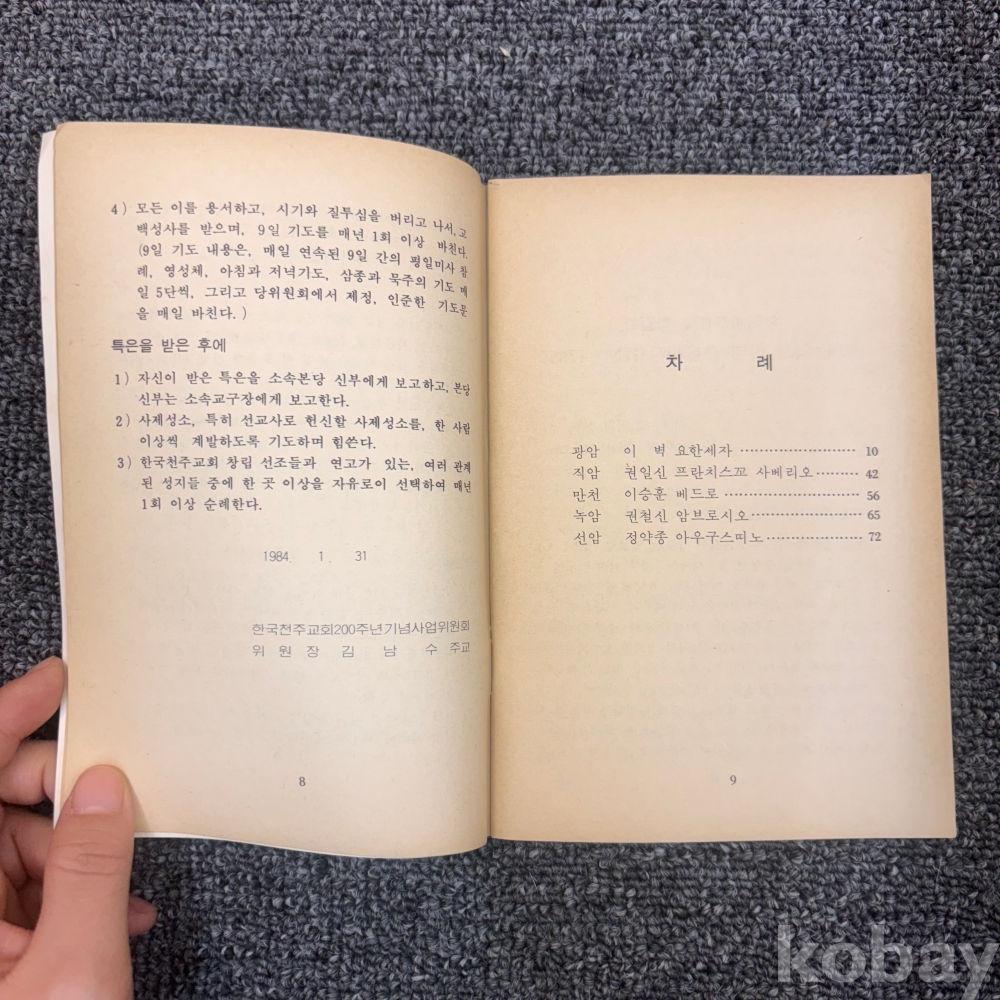 4) 모든 이를 용서하고, 시기와 질투심을 버리고 나서, 고
백성사를 받으며, 9일 기도를 매년 1회 이상 바친다.
(9일 기도 내용은, 매일 연속된 9일 간의 평일미사 참
례, 영성체, 아침과 저녁기도, 삼종과 묵주의 기도 매
일 5단씩, 그리고 당위원회에서 제정, 인준한 기도문
을 매일 바친다.)
특은을 받은 후에
1) 자신이 받은 특은을 소속본당 신부에게 보고하고, 본당
신부는 소속교구장에게 보고한다.
2) 사제성소, 특히 선교사로 헌신할 사제성소를, 한 사람
이상씩 계발하도록 기도하며 힘쓴다.
3) 한국천주교회 창립 선조들과 연고가 있는, 여러 관계
된 성지들 중에 한 곳 이상을 자유로이 선택하여 매년
1회 이상 순례한다.
1984. 1. 31
한국천주교회200주년기념사업위원회
위 원 장 김 남 수 주교
8
차 례
광암 이 벽 요한세자 ⋯⋯⋯⋯⋯⋯⋯ 10
직암 권일신 프란치스꼬 사베리오 ⋯⋯⋯ 42
만천 이승훈 베드로 ⋯⋯⋯⋯⋯⋯⋯ 56
녹암 권철신 암브로시오 ⋯⋯⋯⋯⋯⋯ 65
선암 정약종 아우구스띠노 ⋯⋯⋯⋯⋯ 72
9
kobay